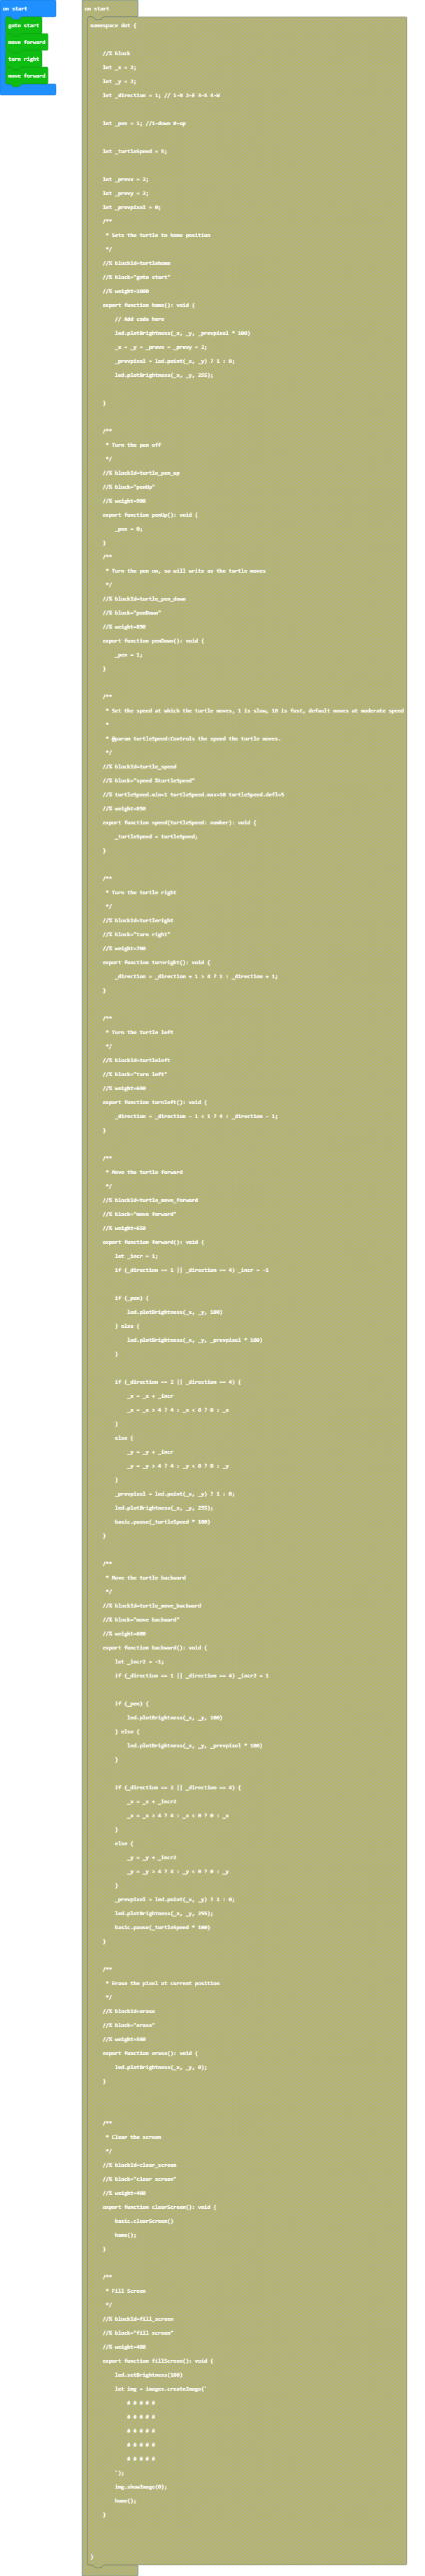 on start
goto start
move forward
turn right
move forward
on start
namespace dot {
//% block
let _x = 2;
let _y = 2;
let _direction = 1; // 1-N 2-E 3-S 4-W
let _pen = 1; //1-down 0-up
let _turtleSpeed = 5;
let _prevx = 2;
let _prevy = 2;
let _prevpixel = 0;
/**
* Sets the turtle to home position
*/
//% blockId=turtlehome
//% block="goto start"
//% weight=1000
export function home(): void {
// Add code here
led.plotBrightness(_x, _y, _prevpixel * 100)
_x = _y = _prevx = _prevy = 2;
_prevpixel = led.point(_x, _y) ? 1 : 0;
led.plotBrightness(_x, _y, 255);
}
/**
* Turn the pen off
*/
//% blockId=turtle_pen_up
//% block="penUp"
//% weight=900
export function penUp(): void {
_pen = 0;
}
/**
* Turn the pen on, so will write as the turtle moves
*/
//% blockId=turtle_pen_down
//% block="penDown"
//% weight=890
export function penDown(): void {
_pen = 1;
}
/**
* Set the speed at which the turtle moves, 1 is slow, 10 is fast, default moves at moderate speed
*
* @param turtleSpeed:Controls the speed the turtle moves.
*/
//% blockId=turtle_speed
//% block="speed %turtleSpeed"
//% turtleSpeed.min=1 turtleSpeed.max=10 turtleSpeed.defl=5
//% weight=850
export function speed(turtleSpeed: number): void {
_turtleSpeed = turtleSpeed;
}
/**
* Turn the turtle right
*/
//% blockId=turtleright
//% block="turn right"
//% weight=700
export function turnright(): void {
_direction = _direction + 1 > 4 ? 1 : _direction + 1;
}
/**
* Turn the turtle left
*/
//% blockId=turtleleft
//% block="turn left"
//% weight=690
export function turnleft(): void {
_direction = _direction - 1 < 1 ? 4 : _direction - 1;
}
/**
* Move the turtle forward
*/
//% blockId=turtle_move_forward
//% block="move forward"
//% weight=650
export function forward(): void {
let _incr = 1;
if (_direction == 1 || _direction == 4) _incr = -1
if (_pen) {
led.plotBrightness(_x, _y, 100)
} else {
led.plotBrightness(_x, _y, _prevpixel * 100)
}
if (_direction == 2 || _direction == 4) {
_x = _x + _incr
_x = _x > 4 ? 4 : _x < 0 ? 0 : _x
}
else {
_y = _y + _incr
_y = _y > 4 ? 4 : _y < 0 ? 0 : _y
}
_prevpixel = led.point(_x, _y) ? 1 : 0;
led.plotBrightness(_x, _y, 255);
basic.pause(_turtleSpeed * 100)
}
/**
* Move the turtle backward
*/
//% blockId=turtle_move_backward
//% block="move backward"
//% weight=600
export function backward(): void {
let _incr2 = -1;
if (_direction == 1 || _direction == 4) _incr2 = 1
if (_pen) {
led.plotBrightness(_x, _y, 100)
} else {
led.plotBrightness(_x, _y, _prevpixel * 100)
}
if (_direction == 2 || _direction == 4) {
_x = _x + _incr2
_x = _x > 4 ? 4 : _x < 0 ? 0 : _x
}
else {
_y = _y + _incr2
_y = _y > 4 ? 4 : _y < 0 ? 0 : _y
}
_prevpixel = led.point(_x, _y) ? 1 : 0;
led.plotBrightness(_x, _y, 255);
basic.pause(_turtleSpeed * 100)
}
/**
* Erase the pixel at current position
*/
//% blockId=erase
//% block="erase"
//% weight=500
export function erase(): void {
led.plotBrightness(_x, _y, 0);
}
/**
* Clear the screen
*/
//% blockId=clear_screen
//% block="clear screen"
//% weight=400
export function clearScreen(): void {
basic.clearScreen()
home();
}
/**
* Fill Screen
*/
//% blockId=fill_screen
//% block="fill screen"
//% weight=400
export function fillScreen(): void {
led.setBrightness(100)
let img = images.createImage(`
# # # # #
# # # # #
# # # # #
# # # # #
# # # # #
`);
img.showImage(0);
home();
}
}